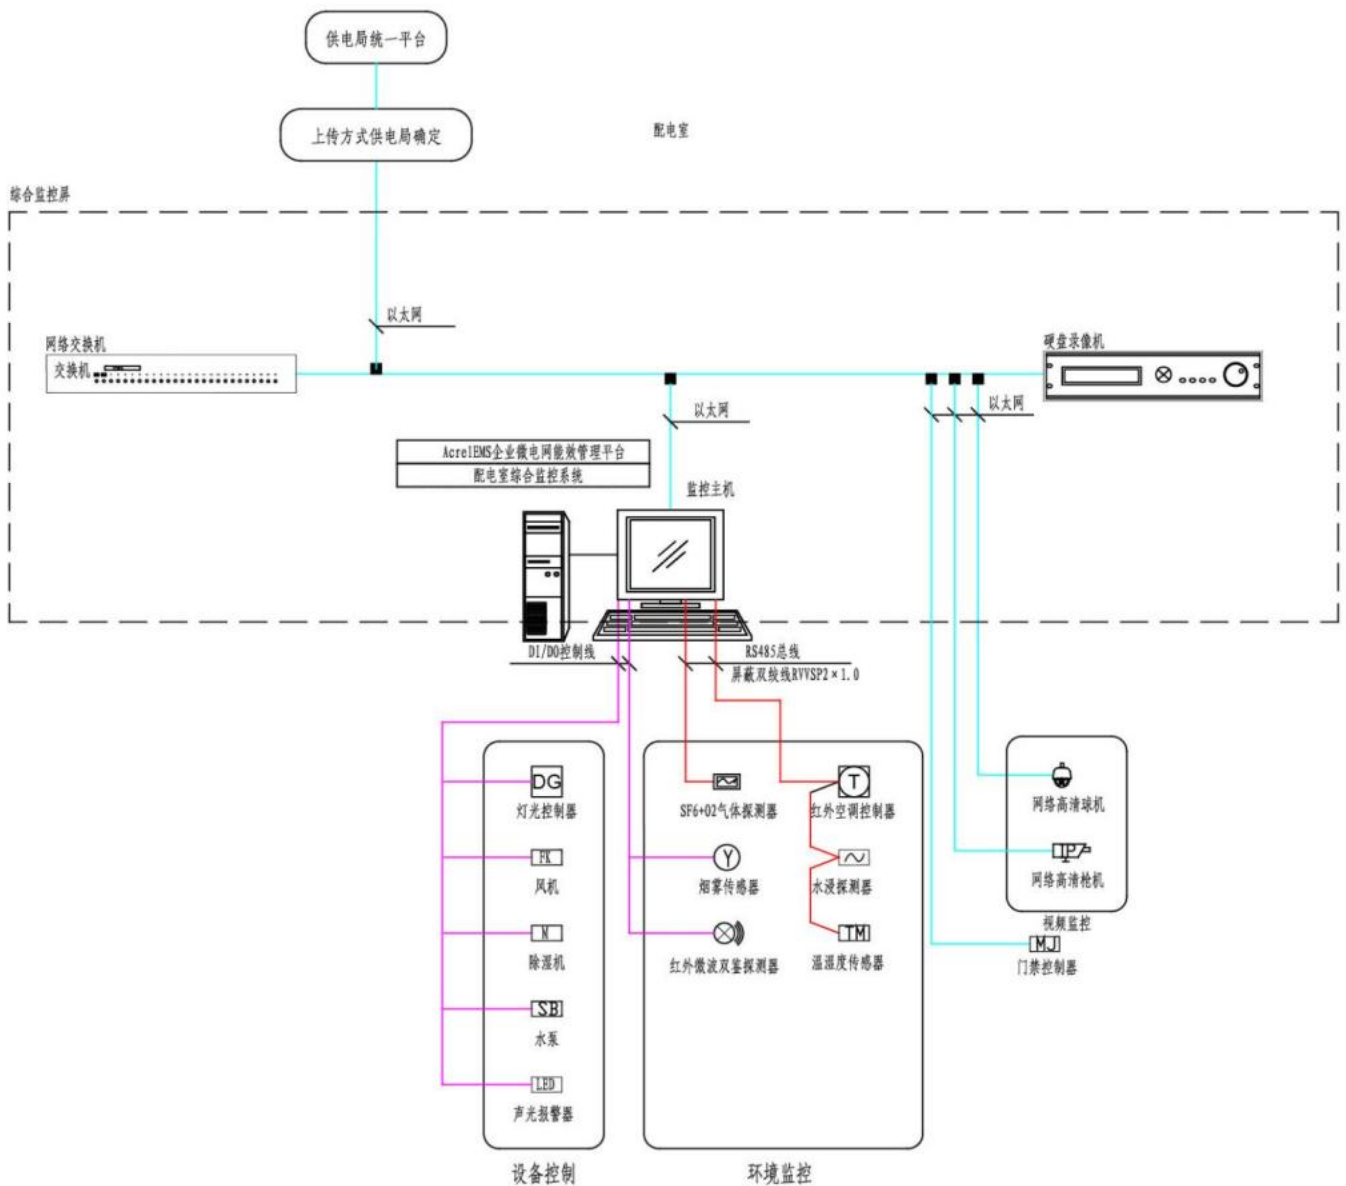 供电局统一平台
上传方式供电局确定
配电室
综合监控屏
以太网
网络交换机
交换机
硬盘录像机
以太网
以太网
AcrelEMS企业微电网能效管理平台
配电室综合监控系统
监控主机
DI/DO控制线
RS485总线
屏蔽双绞线RVVSP2×1.0
DG
灯光控制器
FK
风机
N
除湿机
SB
水泵
LED
声光报警器
设备控制
SF6+O2气体探测器
T
红外空调控制器
Y
烟雾传感器
水浸探测器
红外微波双鉴探测器
TM
温湿度传感器
环境监控
网络高清球机
IP
网络高清枪机
视频监控
MJ
门禁控制器